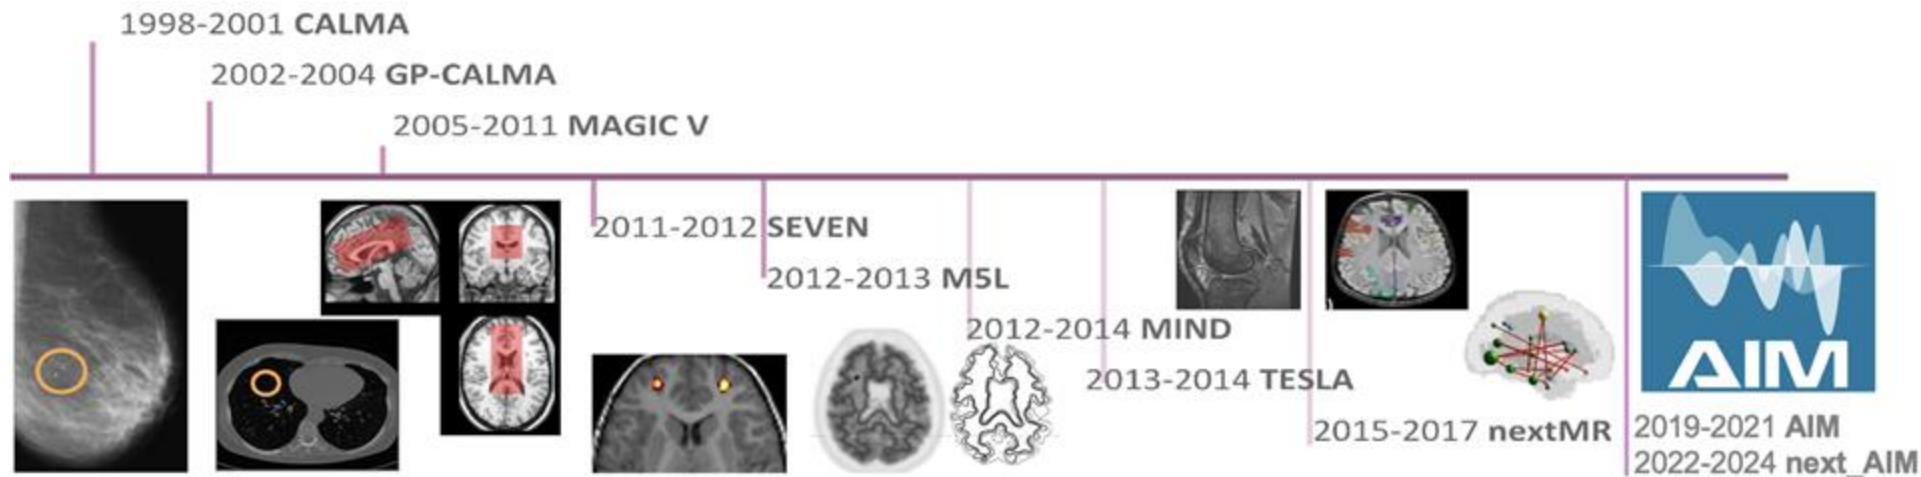 1998-2001 CALMA
2002-2004 GP-CALMA
2005-2011 MAGIC V
2011-2012 SEVEN
2012-2013 M5L
2012-2014 MIND
2013-2014 TESLA
2015-2017 nextMR
AIM
2019-2021 AIM
2022-2024 next_AIM